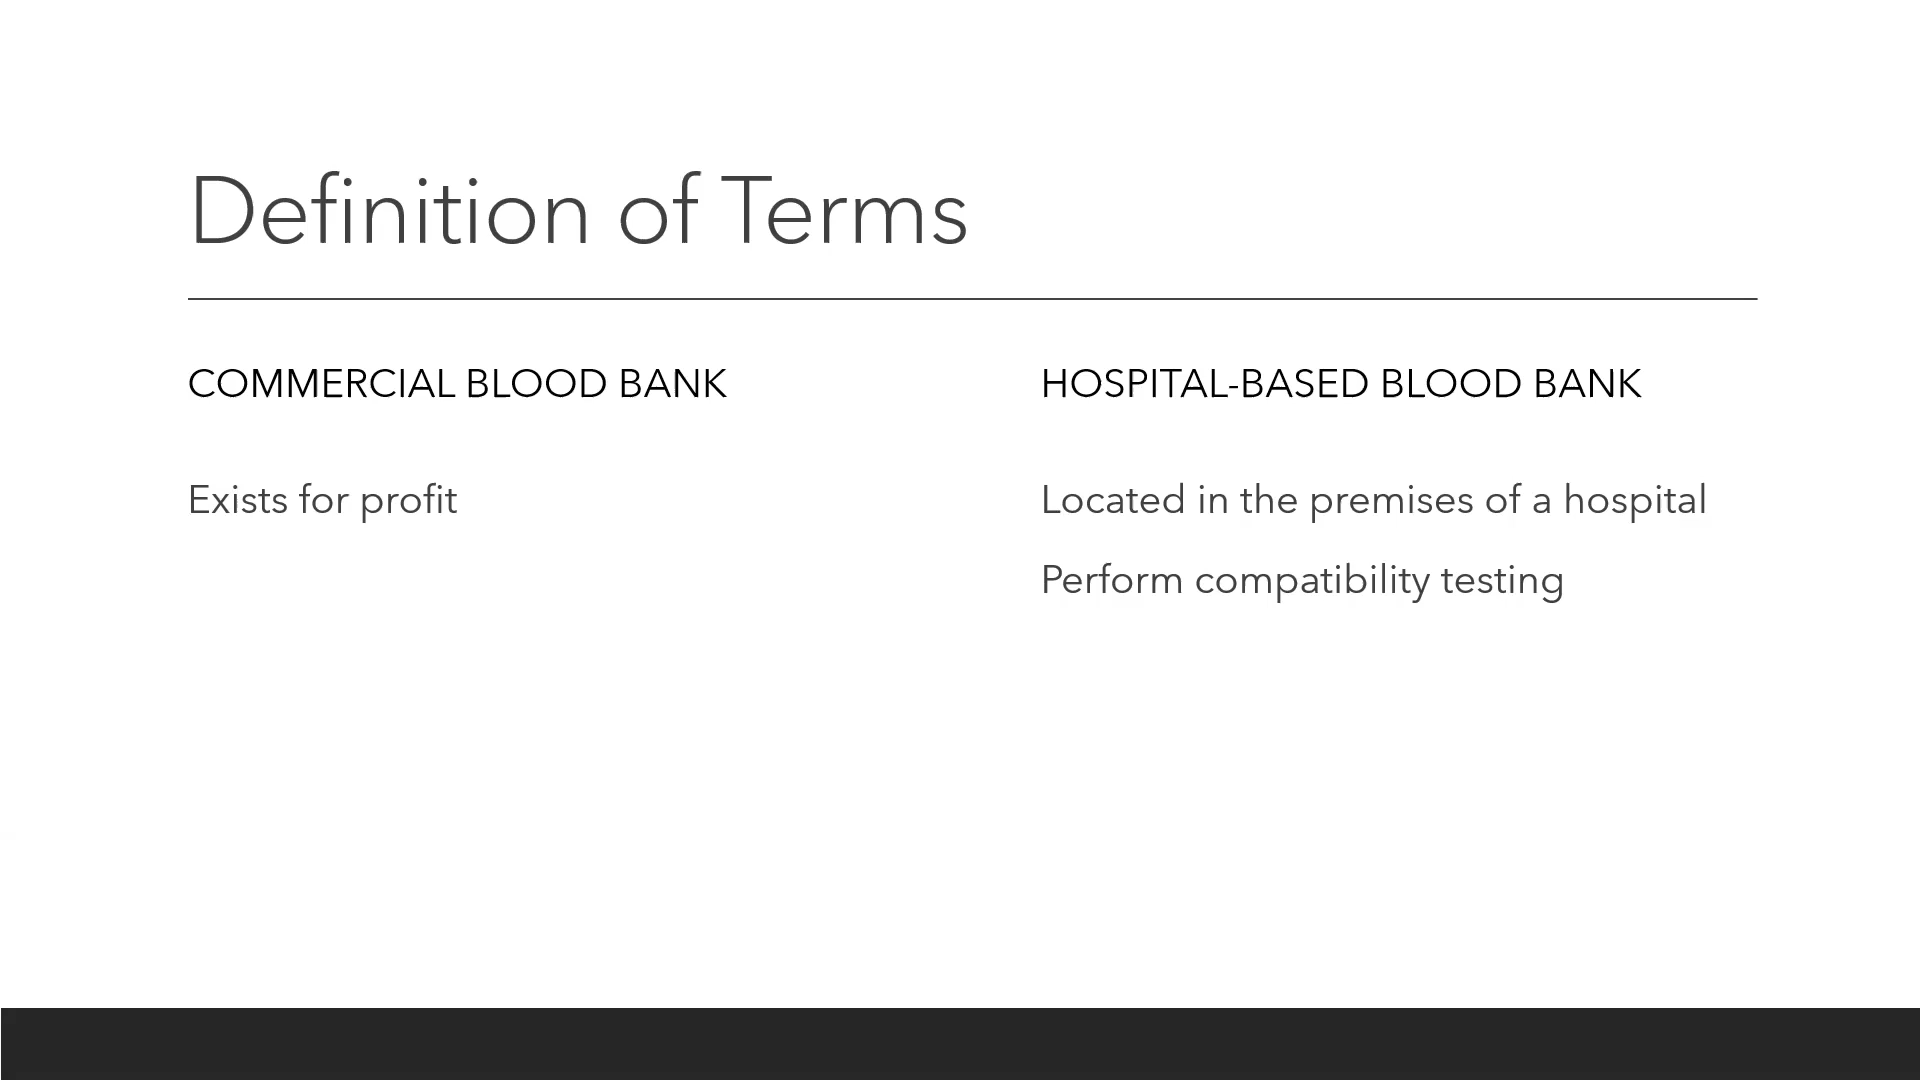 Definition of Terms
COMMERCIAL BLOOD BANK
Exists for profit
HOSPITAL-BASED BLOOD BANK
Located in the premises of a hospital
Perform compatibility testing